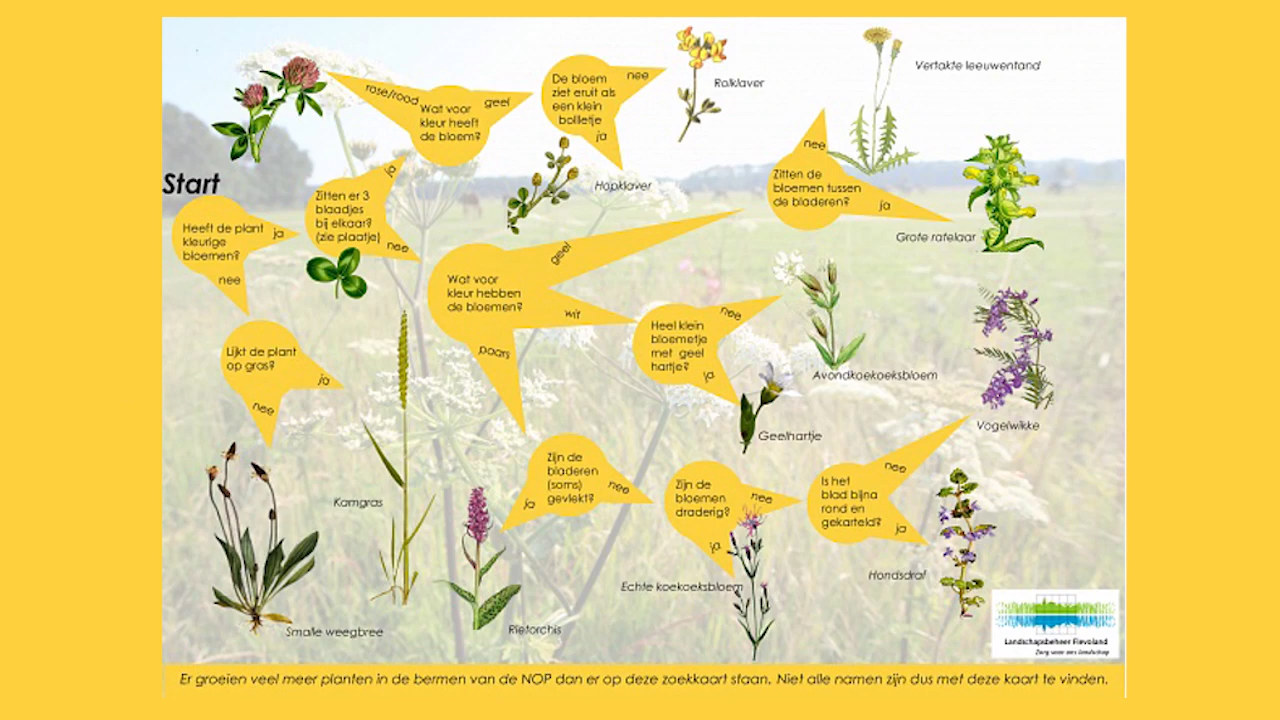 Start
Heeft de plant
kleurige
bloemen?
ja
nee
Lijkt de plant
op gras?
ja
nee
Kamgras
Smalle weegbree
Zitten er 3
blaadjes
bij elkaar?
(zie plaatje)
ja
nee
Wat voor
kleur heeft
de bloem?
rose/rood
geel
De bloem
ziet eruit als
een klein
bolletje
nee
ja
Rolklaver
Hopklaver
Wat voor
kleur hebben
de bloemen?
geel
wit
paars
Zitten de
bloemen tussen
de bladeren?
nee
ja
Vertakte leeuwentand
Grote ratelaar
Heel klein
bloemetje
met geel
hartje?
nee
ja
Avondkoekoeksbloem
Geelhartje
Zijn de
bladeren
(soms)
gevlekt?
ja
nee
Rietorchis
Zijn de
bloemen
draderig?
nee
ja
Echte koekoeksbloem
Is het
blad bijna
rond en
gekarteld?
nee
ja
Vogelwikke
Hondsdraf
Landschapsbeheer Flevoland
Zorg voor ons landschap
Er groeien veel meer planten in de bermen van de NOP dan er op deze zoekkaart staan. Niet alle namen zijn dus met deze kaart te vinden.